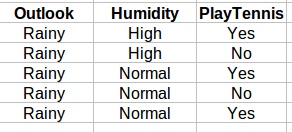 Outlook Humidity PlayTennis
Rainy High Yes
Rainy High No
Rainy Normal Yes
Rainy Normal No
Rainy Normal Yes